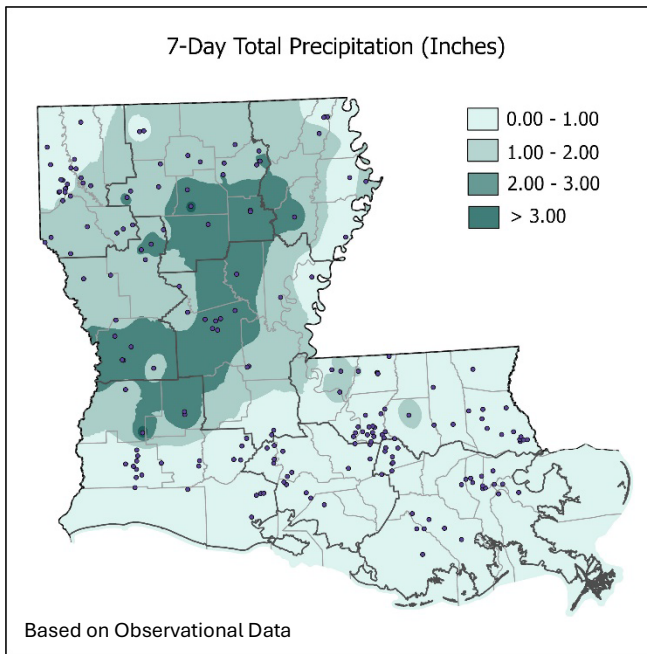 7-Day Total Precipitation (Inches)
0.00 - 1.00
1.00 - 2.00
2.00 - 3.00
> 3.00
Based on Observational Data